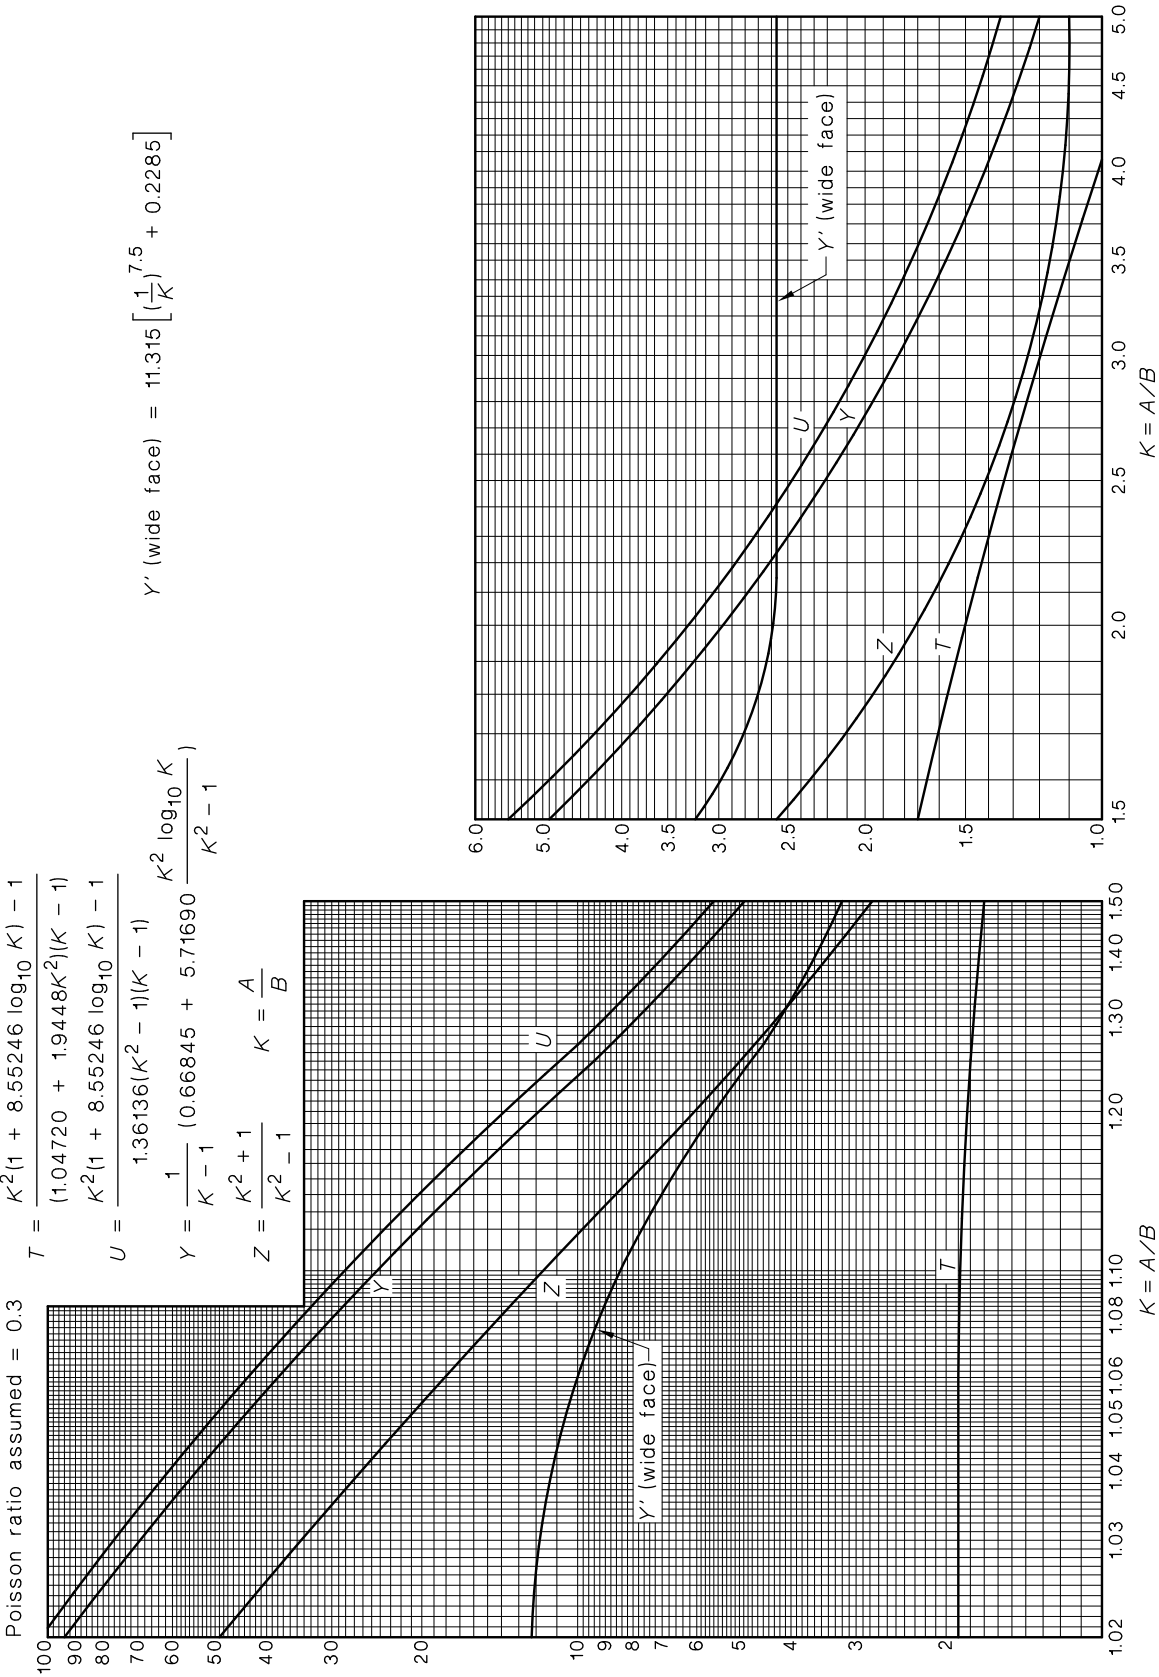 Poisson ratio assumed = 0.3
T = K²(1 + 8.55246 log₁₀ K) − 1 / (1.04720 + 1.9448K²)(K − 1)
U = K²(1 + 8.55246 log₁₀ K) − 1 / 1.36136(K² − 1)(K − 1)
Y = 1 / K − 1 (0.66845 + 5.71690 K² log₁₀ K / K² − 1)
Z = K² + 1 / K² − 1 K = A / B
Y′ (wide face) = 11.315 [(1/K)^7.5 + 0.2285]
100
90
80
70
60
50
40
30
20
10
9
8
7
6
5
4
3
2
U
Y
Z
Y′ (wide face)
T
1.02 1.03 1.04 1.05 1.06 1.08 1.10 1.20 1.30 1.40 1.50
K = A/B
6.0
5.0
4.0
3.5
3.0
2.5
2.0
1.5
1.0
Y′ (wide face)
U
Y
Z
T
1.5 2.0 2.5 3.0 3.5 4.0 4.5 5.0
K = A/B